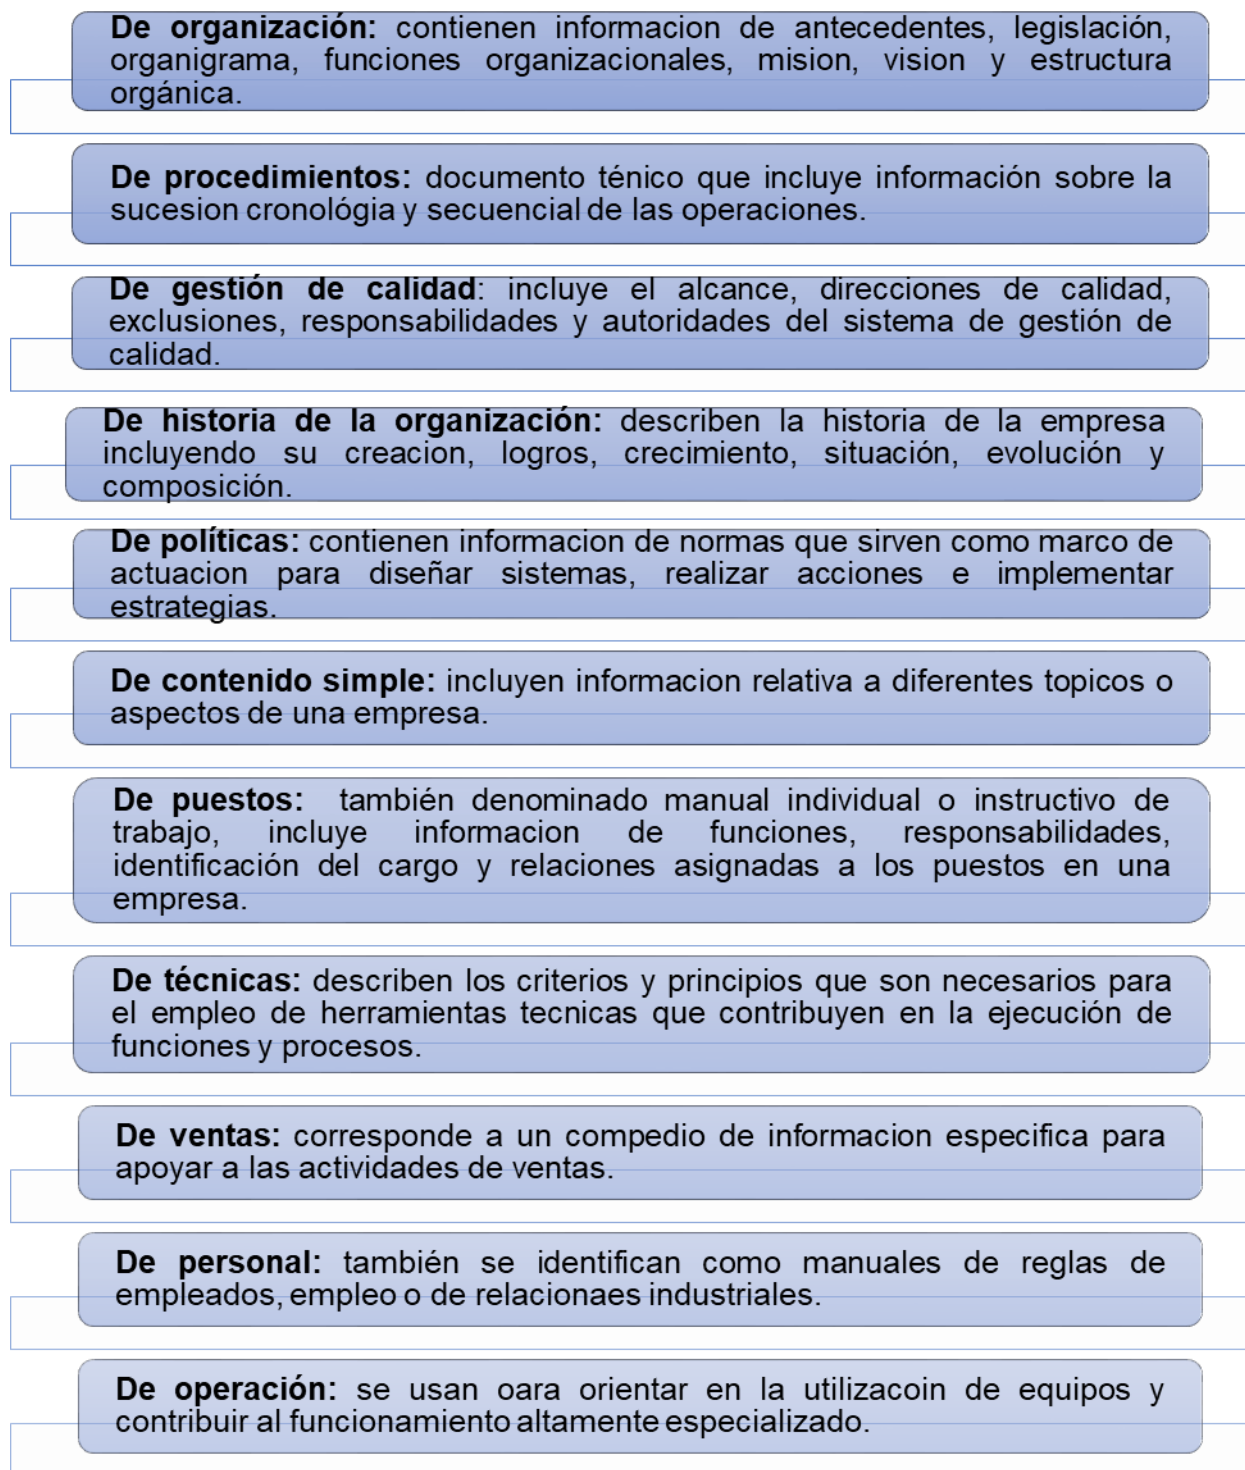 De organización: contienen informacion de antecedentes, legislación,
organigrama, funciones organizacionales, mision, vision y estructura
orgánica.
De procedimientos: documento ténico que incluye información sobre la
sucesion cronológia y secuencial de las operaciones.
De gestión de calidad: incluye el alcance, direcciones de calidad,
exclusiones, responsabilidades y autoridades del sistema de gestión de
calidad.
De historia de la organización: describen la historia de la empresa
incluyendo su creacion, logros, crecimiento, situación, evolución y
composición.
De políticas: contienen informacion de normas que sirven como marco de
actuacion para diseñar sistemas, realizar acciones e implementar
estrategias.
De contenido simple: incluyen informacion relativa a diferentes topicos o
aspectos de una empresa.
De puestos: también denominado manual individual o instructivo de
trabajo, incluye informacion de funciones, responsabilidades,
identificación del cargo y relaciones asignadas a los puestos en una
empresa.
De técnicas: describen los criterios y principios que son necesarios para
el empleo de herramientas tecnicas que contribuyen en la ejecución de
funciones y procesos.
De ventas: corresponde a un compedio de informacion especifica para
apoyar a las actividades de ventas.
De personal: también se identifican como manuales de reglas de
empleados, empleo o de relacionaes industriales.
De operación: se usan oara orientar en la utilizacoin de equipos y
contribuir al funcionamiento altamente especializado.